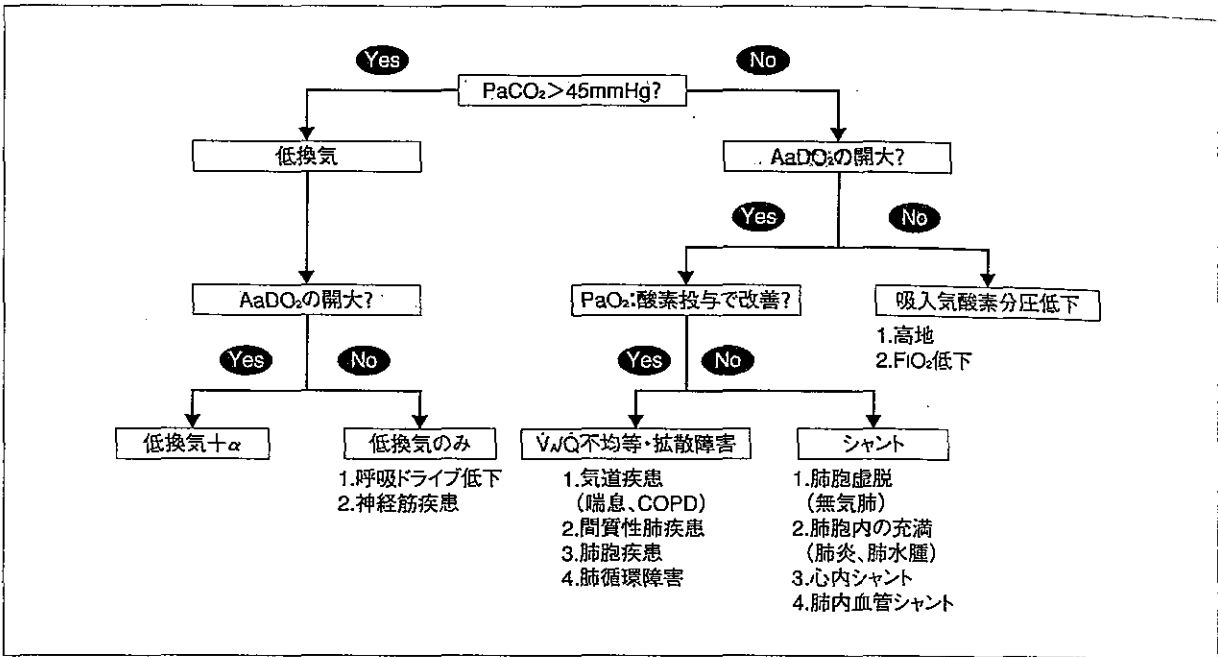 Yes
No
PaCO₂>45mmHg?
低換気
AaDO₂の開大?
Yes
No
AaDO₂の開大?
PaO₂:酸素投与で改善?
吸入気酸素分圧低下
1.高地
2.FIO₂低下
Yes
No
Yes
No
低換気+α
低換気のみ
1.呼吸ドライブ低下
2.神経筋疾患
V̇A/Q̇不均等・拡散障害
1.気道疾患
(喘息、COPD)
2.間質性肺疾患
3.肺胞疾患
4.肺循環障害
シャント
1.肺胞虚脱
(無気肺)
2.肺胞内の充満
(肺炎、肺水腫)
3.心内シャント
4.肺内血管シャント